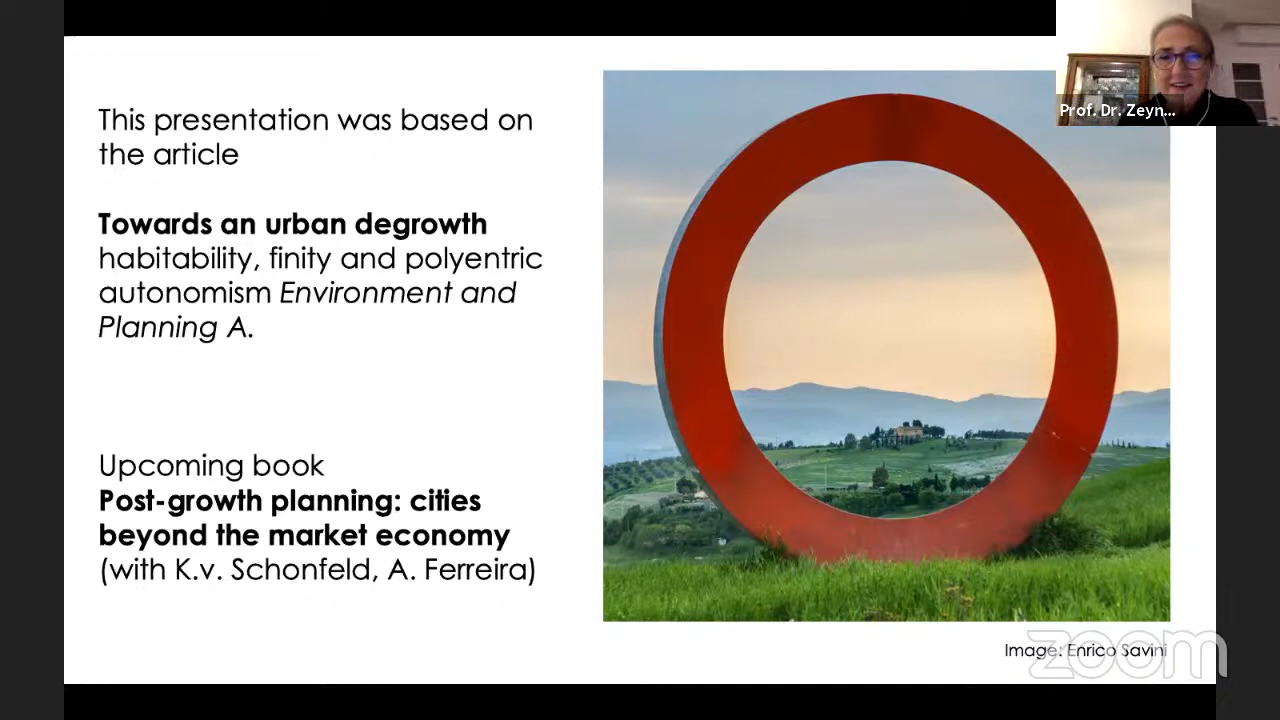 This presentation was based on
the article
Towards an urban degrowth
habitability, finity and polyentric
autonomism Environment and
Planning A.
Upcoming book
Post-growth planning: cities
beyond the market economy
(with K.v. Schonfeld, A. Ferreira)
Prof. Dr. Zeyn...
Image: Enrico Savini
zoom